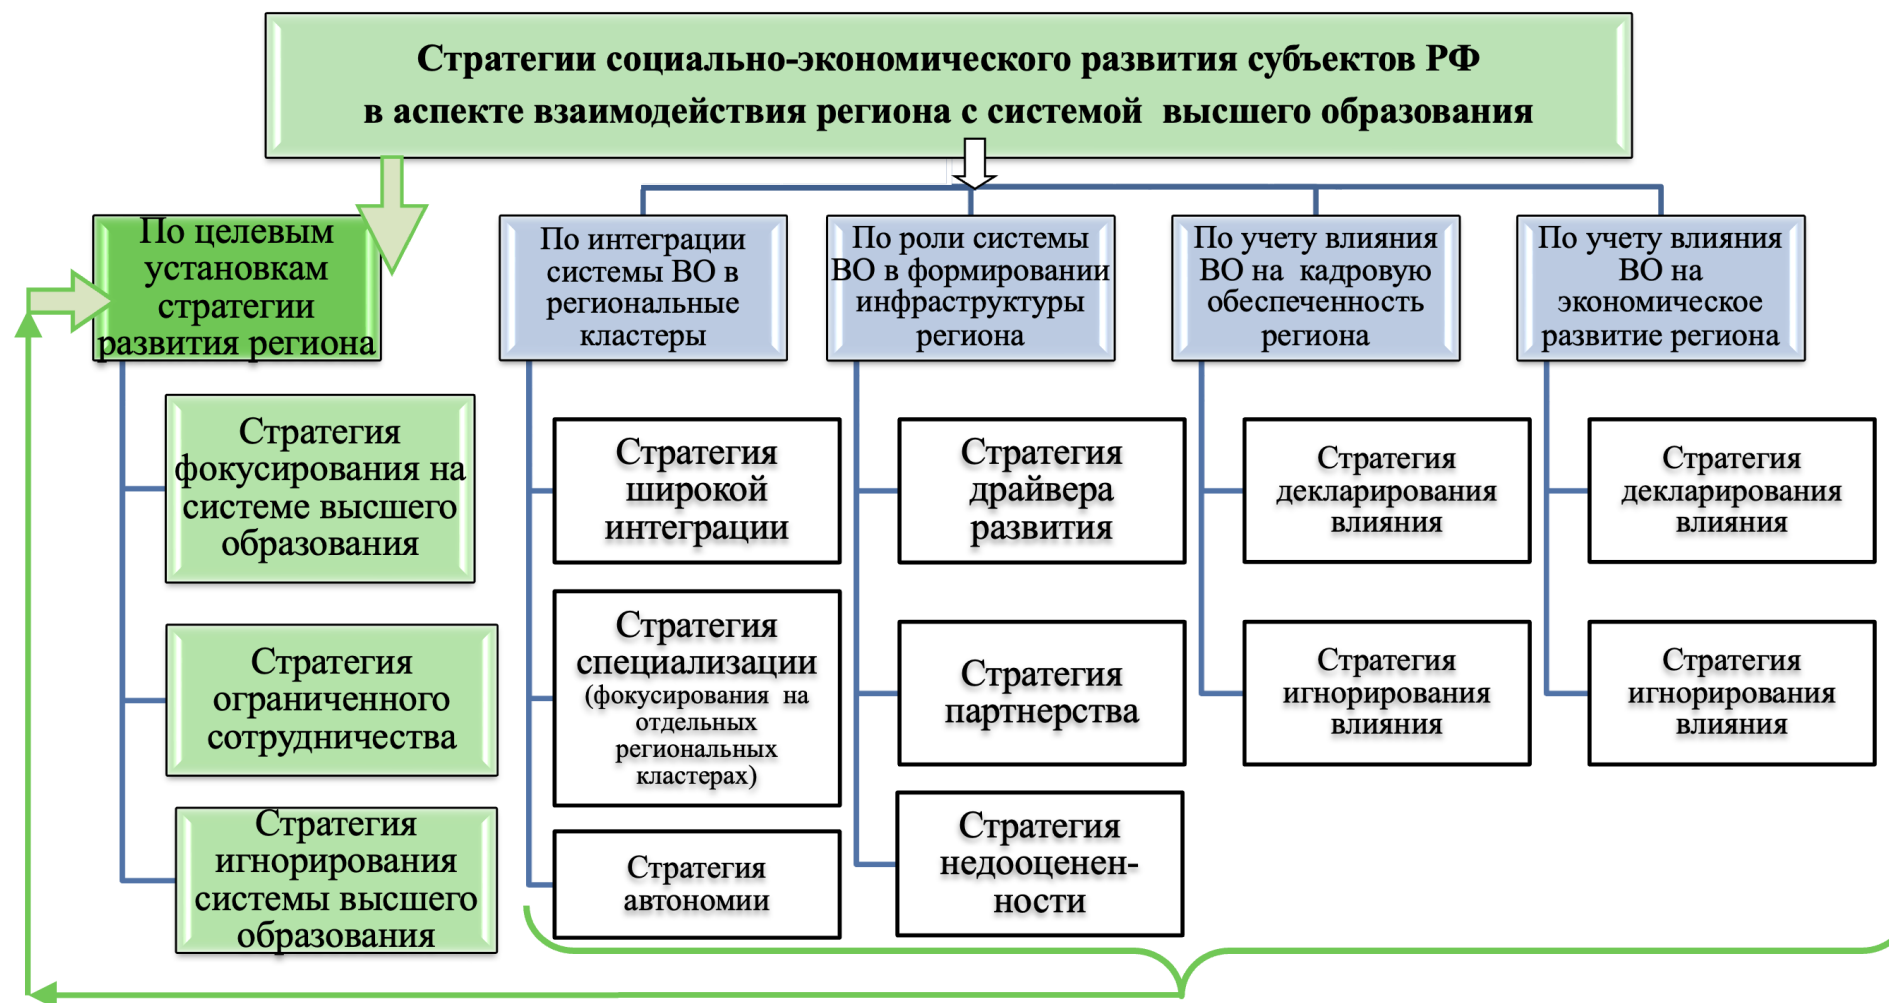 Стратегии социально-экономического развития субъектов РФ
в аспекте взаимодействия региона с системой высшего образования
По целевым
установкам
стратегии
развития региона
Стратегия
фокусирования на
системе высшего
образования
Стратегия
ограниченного
сотрудничества
Стратегия
игнорирования
системы высшего
образования
По интеграции
системы ВО в
региональные
кластеры
Стратегия
широкой
интеграции
Стратегия
специализации
(фокусирования на
отдельных
региональных
кластерах)
Стратегия
автономии
По роли системы
ВО в формировании
инфраструктуры
региона
Стратегия
драйвера
развития
Стратегия
партнерства
Стратегия
недооценен-
ности
По учету влияния
ВО на кадровую
обеспеченность
региона
Стратегия
декларирования
влияния
Стратегия
игнорирования
влияния
По учету влияния
ВО на
экономическое
развитие региона
Стратегия
декларирования
влияния
Стратегия
игнорирования
влияния